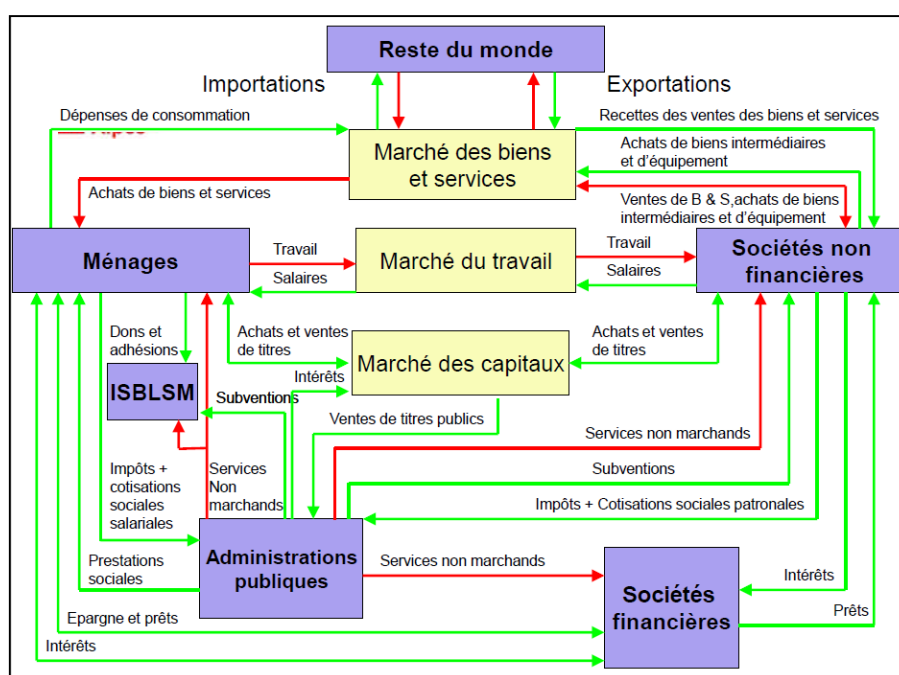 Reste du monde
Importations
Exportations
Dépenses de consommation
Recettes des ventes des biens et services
Marché des biens
et services
Achats de biens intermédiaires
et d'équipement
Achats de biens et services
Ventes de B & S,achats de biens
intermédiaires et d'équipement
Ménages
Travail
Salaires
Marché du travail
Travail
Salaires
Sociétés non
financières
Dons et
adhésions
Achats et ventes
de titres
Marché des capitaux
Achats et ventes
de titres
Intérêts
ISBLSM
Subventions
Ventes de titres publics
Services non marchands
Impôts +
cotisations
sociales
salariales
Services
Non
marchands
Subventions
Impôts + Cotisations sociales patronales
Administrations
publiques
Prestations
sociales
Services non marchands
Sociétés
financières
Intérêts
Prêts
Epargne et prêts
Intérêts